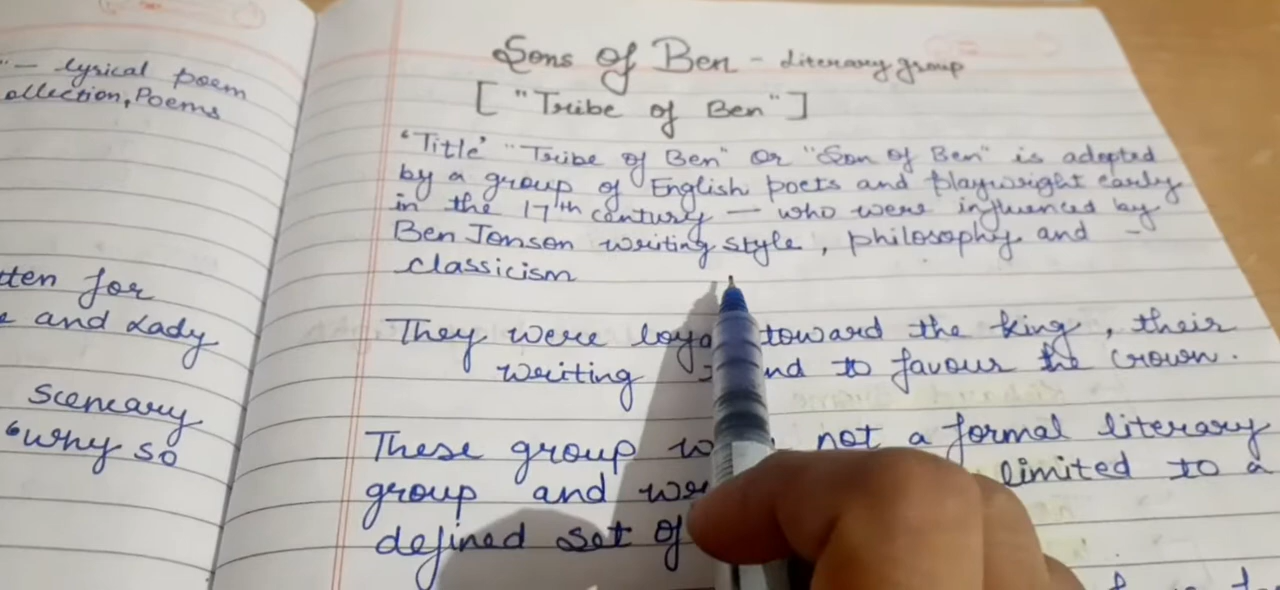 "— lyrical poem
ollection, Poems
tten for
e and Lady
Sceneary
"Why so
Sons of Ben - Literary group
["Tribe of Ben"]
'Title' "Tribe of Ben" Or "Son of Ben" is adopted
by a group of English poets and playwright early
in the 17th century — who were influenced by
Ben Jonson writing style, philosophy and –
classicism
They were loya toward the king, their
writing nd to favour the crown.
These group w not a formal literary
group and we limited to a
defined set of